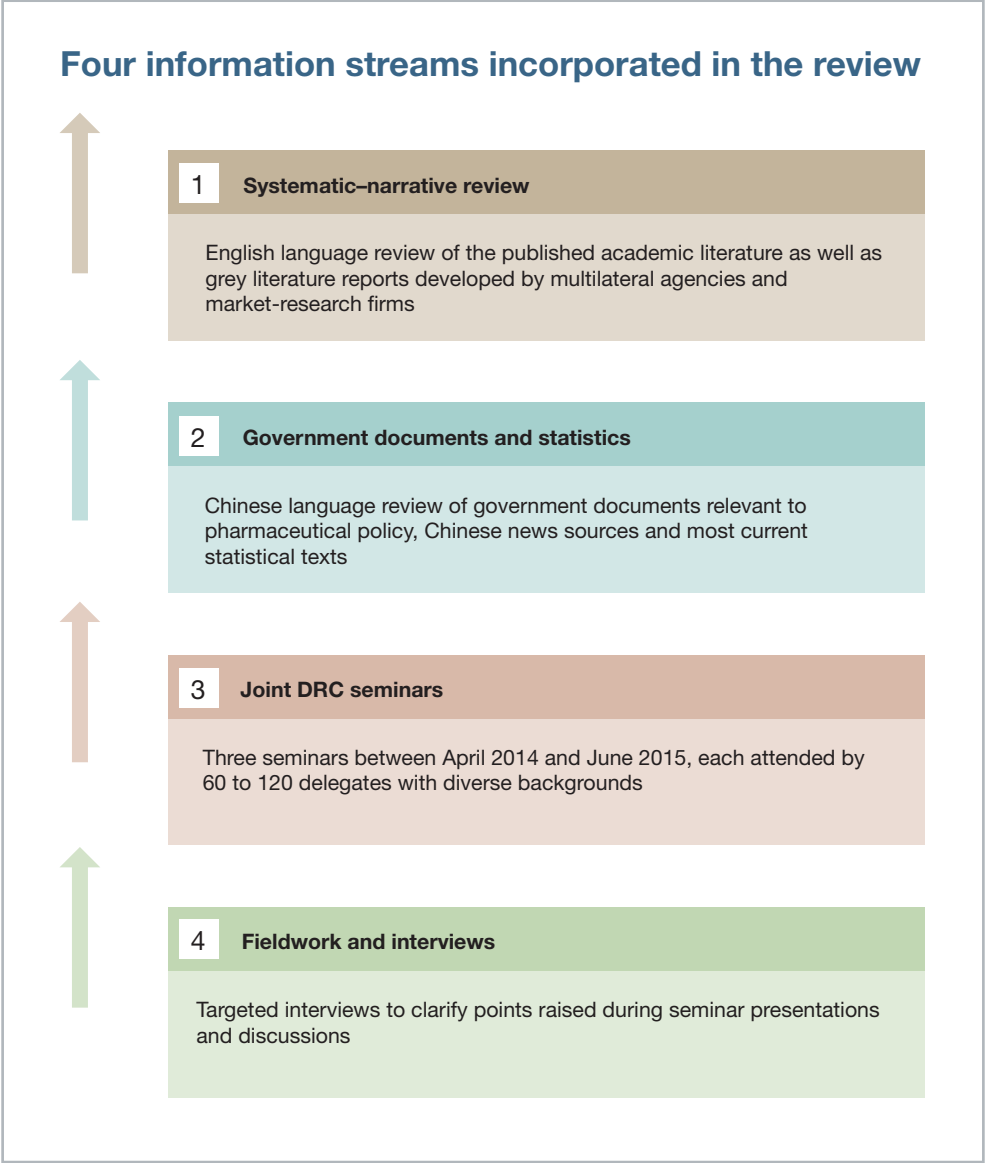 Four information streams incorporated in the review
1 Systematic–narrative review
English language review of the published academic literature as well as
grey literature reports developed by multilateral agencies and
market-research firms
2 Government documents and statistics
Chinese language review of government documents relevant to
pharmaceutical policy, Chinese news sources and most current
statistical texts
3 Joint DRC seminars
Three seminars between April 2014 and June 2015, each attended by
60 to 120 delegates with diverse backgrounds
4 Fieldwork and interviews
Targeted interviews to clarify points raised during seminar presentations
and discussions